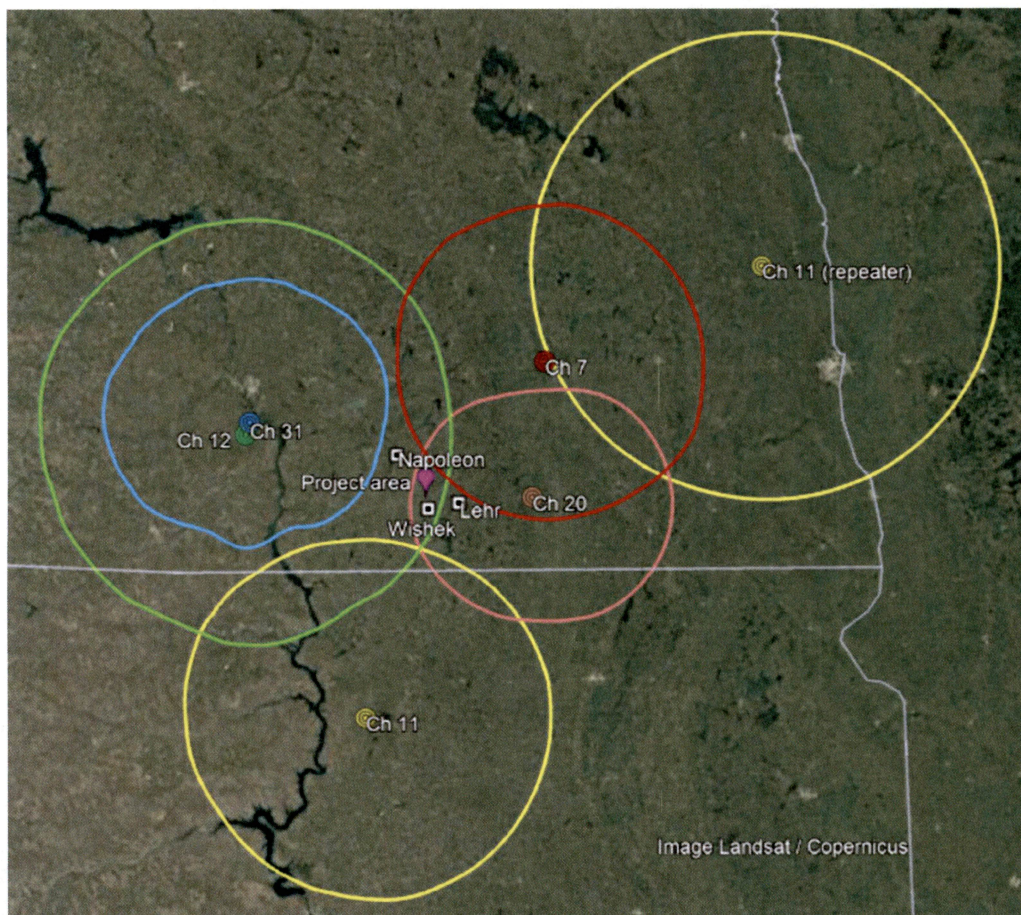 Ch 11 (repeater)
Ch 7
Ch 12
Ch 31
Napoleon
Project area
Ch 20
Lehr
Wishek
Ch 11
Image Landsat / Copernicus